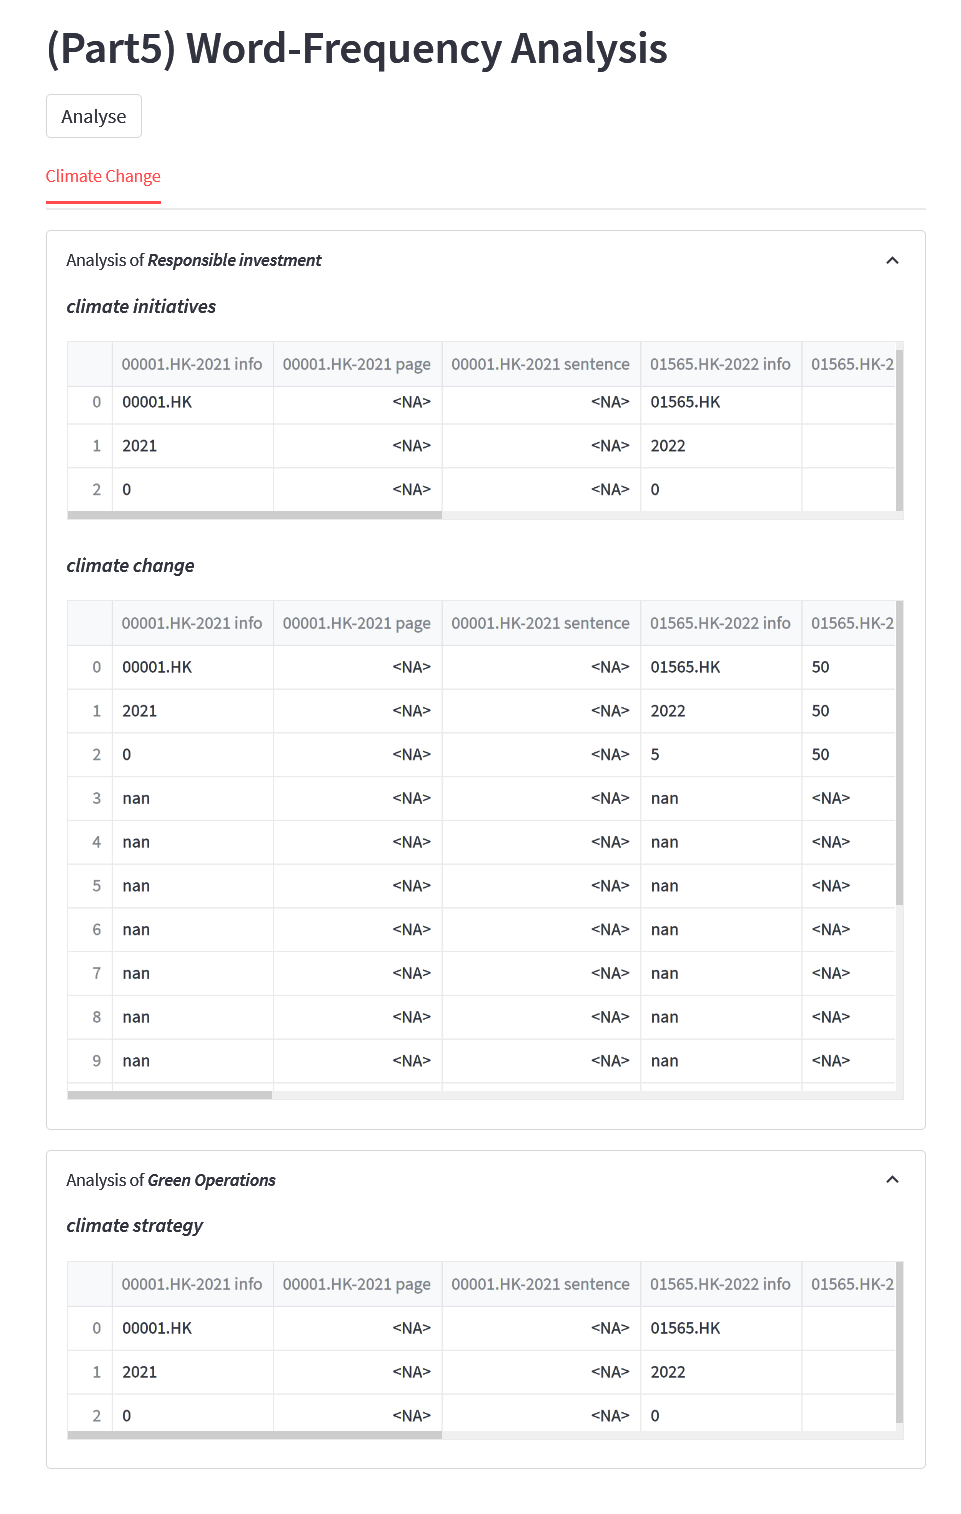 (Part5) Word-Frequency Analysis
Analyse
Climate Change
Analysis of Responsible investment
climate initiatives
00001.HK-2021 info 00001.HK-2021 page 00001.HK-2021 sentence 01565.HK-2022 info 01565.HK-2
0 00001.HK <NA> <NA> 01565.HK
1 2021 <NA> <NA> 2022
2 0 <NA> <NA> 0
climate change
00001.HK-2021 info 00001.HK-2021 page 00001.HK-2021 sentence 01565.HK-2022 info 01565.HK-2
0 00001.HK <NA> <NA> 01565.HK 50
1 2021 <NA> <NA> 2022 50
2 0 <NA> <NA> 5 50
3 nan <NA> <NA> nan <NA>
4 nan <NA> <NA> nan <NA>
5 nan <NA> <NA> nan <NA>
6 nan <NA> <NA> nan <NA>
7 nan <NA> <NA> nan <NA>
8 nan <NA> <NA> nan <NA>
9 nan <NA> <NA> nan <NA>
Analysis of Green Operations
climate strategy
00001.HK-2021 info 00001.HK-2021 page 00001.HK-2021 sentence 01565.HK-2022 info 01565.HK-2
0 00001.HK <NA> <NA> 01565.HK
1 2021 <NA> <NA> 2022
2 0 <NA> <NA> 0